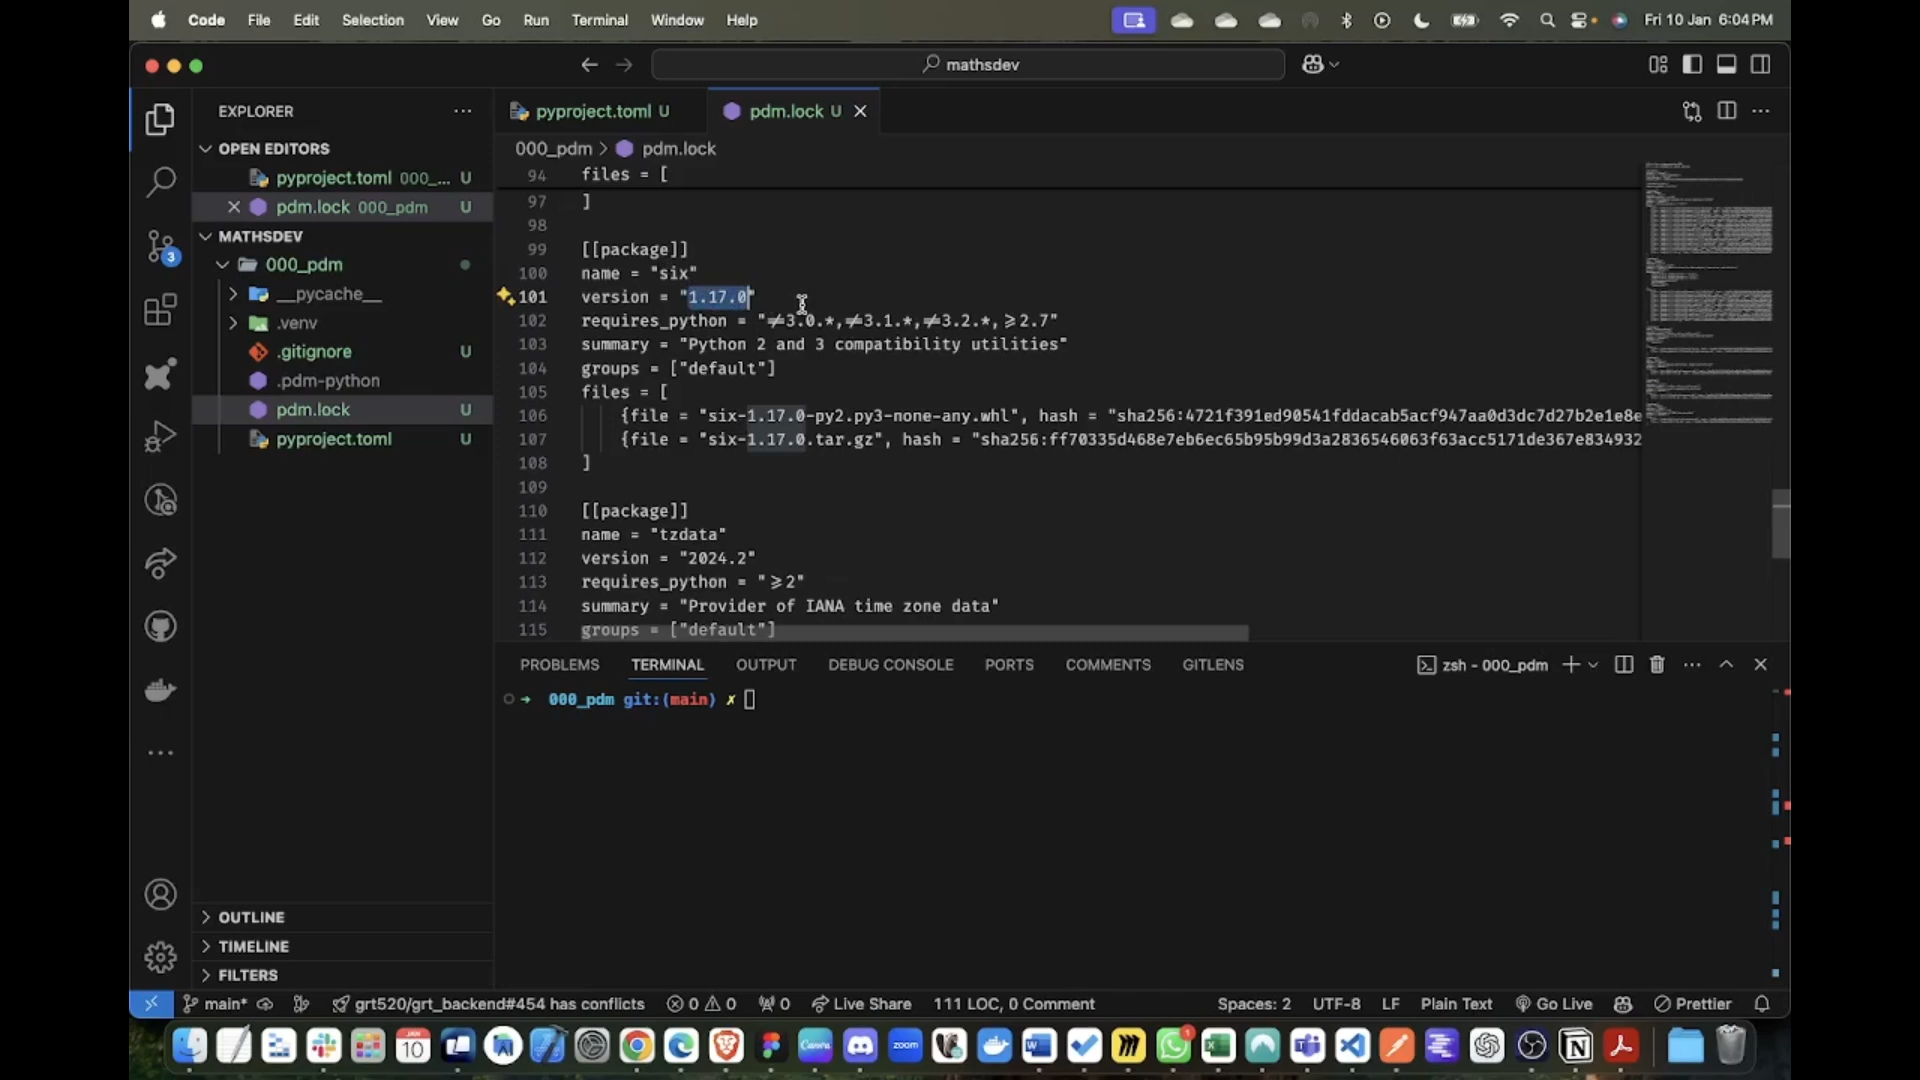 Code File Edit Selection View Go Run Terminal Window Help Fri 10 Jan 6:04 PM
mathsdev
EXPLORER
pyproject.toml U pdm.lock U
OPEN EDITORS
pyproject.toml 000_... U
pdm.lock 000_pdm U
MATHSDEV
000_pdm
__pycache__
.venv
.gitignore U
.pdm-python
pdm.lock U
pyproject.toml U
OUTLINE
TIMELINE
FILTERS
000_pdm > pdm.lock
94 files = [
97 ]
98
99 [[package]]
100 name = "six"
101 version = "1.17.0"
102 requires_python = "≠3.0.*,≠3.1.*,≠3.2.*,⩾2.7"
103 summary = "Python 2 and 3 compatibility utilities"
104 groups = ["default"]
105 files = [
106 {file = "six-1.17.0-py2.py3-none-any.whl", hash = "sha256:4721f391ed90541fddacab5acf947aa0d3dc7d27b2e1e8e
107 {file = "six-1.17.0.tar.gz", hash = "sha256:ff70335d468e7eb6ec65b95b99d3a2836546063f63acc5171de367e834932
108 ]
109
110 [[package]]
111 name = "tzdata"
112 version = "2024.2"
113 requires_python = "⩾2"
114 summary = "Provider of IANA time zone data"
115 groups = ["default"]
PROBLEMS TERMINAL OUTPUT DEBUG CONSOLE PORTS COMMENTS GITLENS zsh - 000_pdm
000_pdm git:(main) ✗
main* grt520/grt_backend#454 has conflicts 0 0 0 Live Share 111 LOC, 0 Comment Spaces: 2 UTF-8 LF Plain Text Go Live Prettier
3
JAN
10
Canva
zoom
1